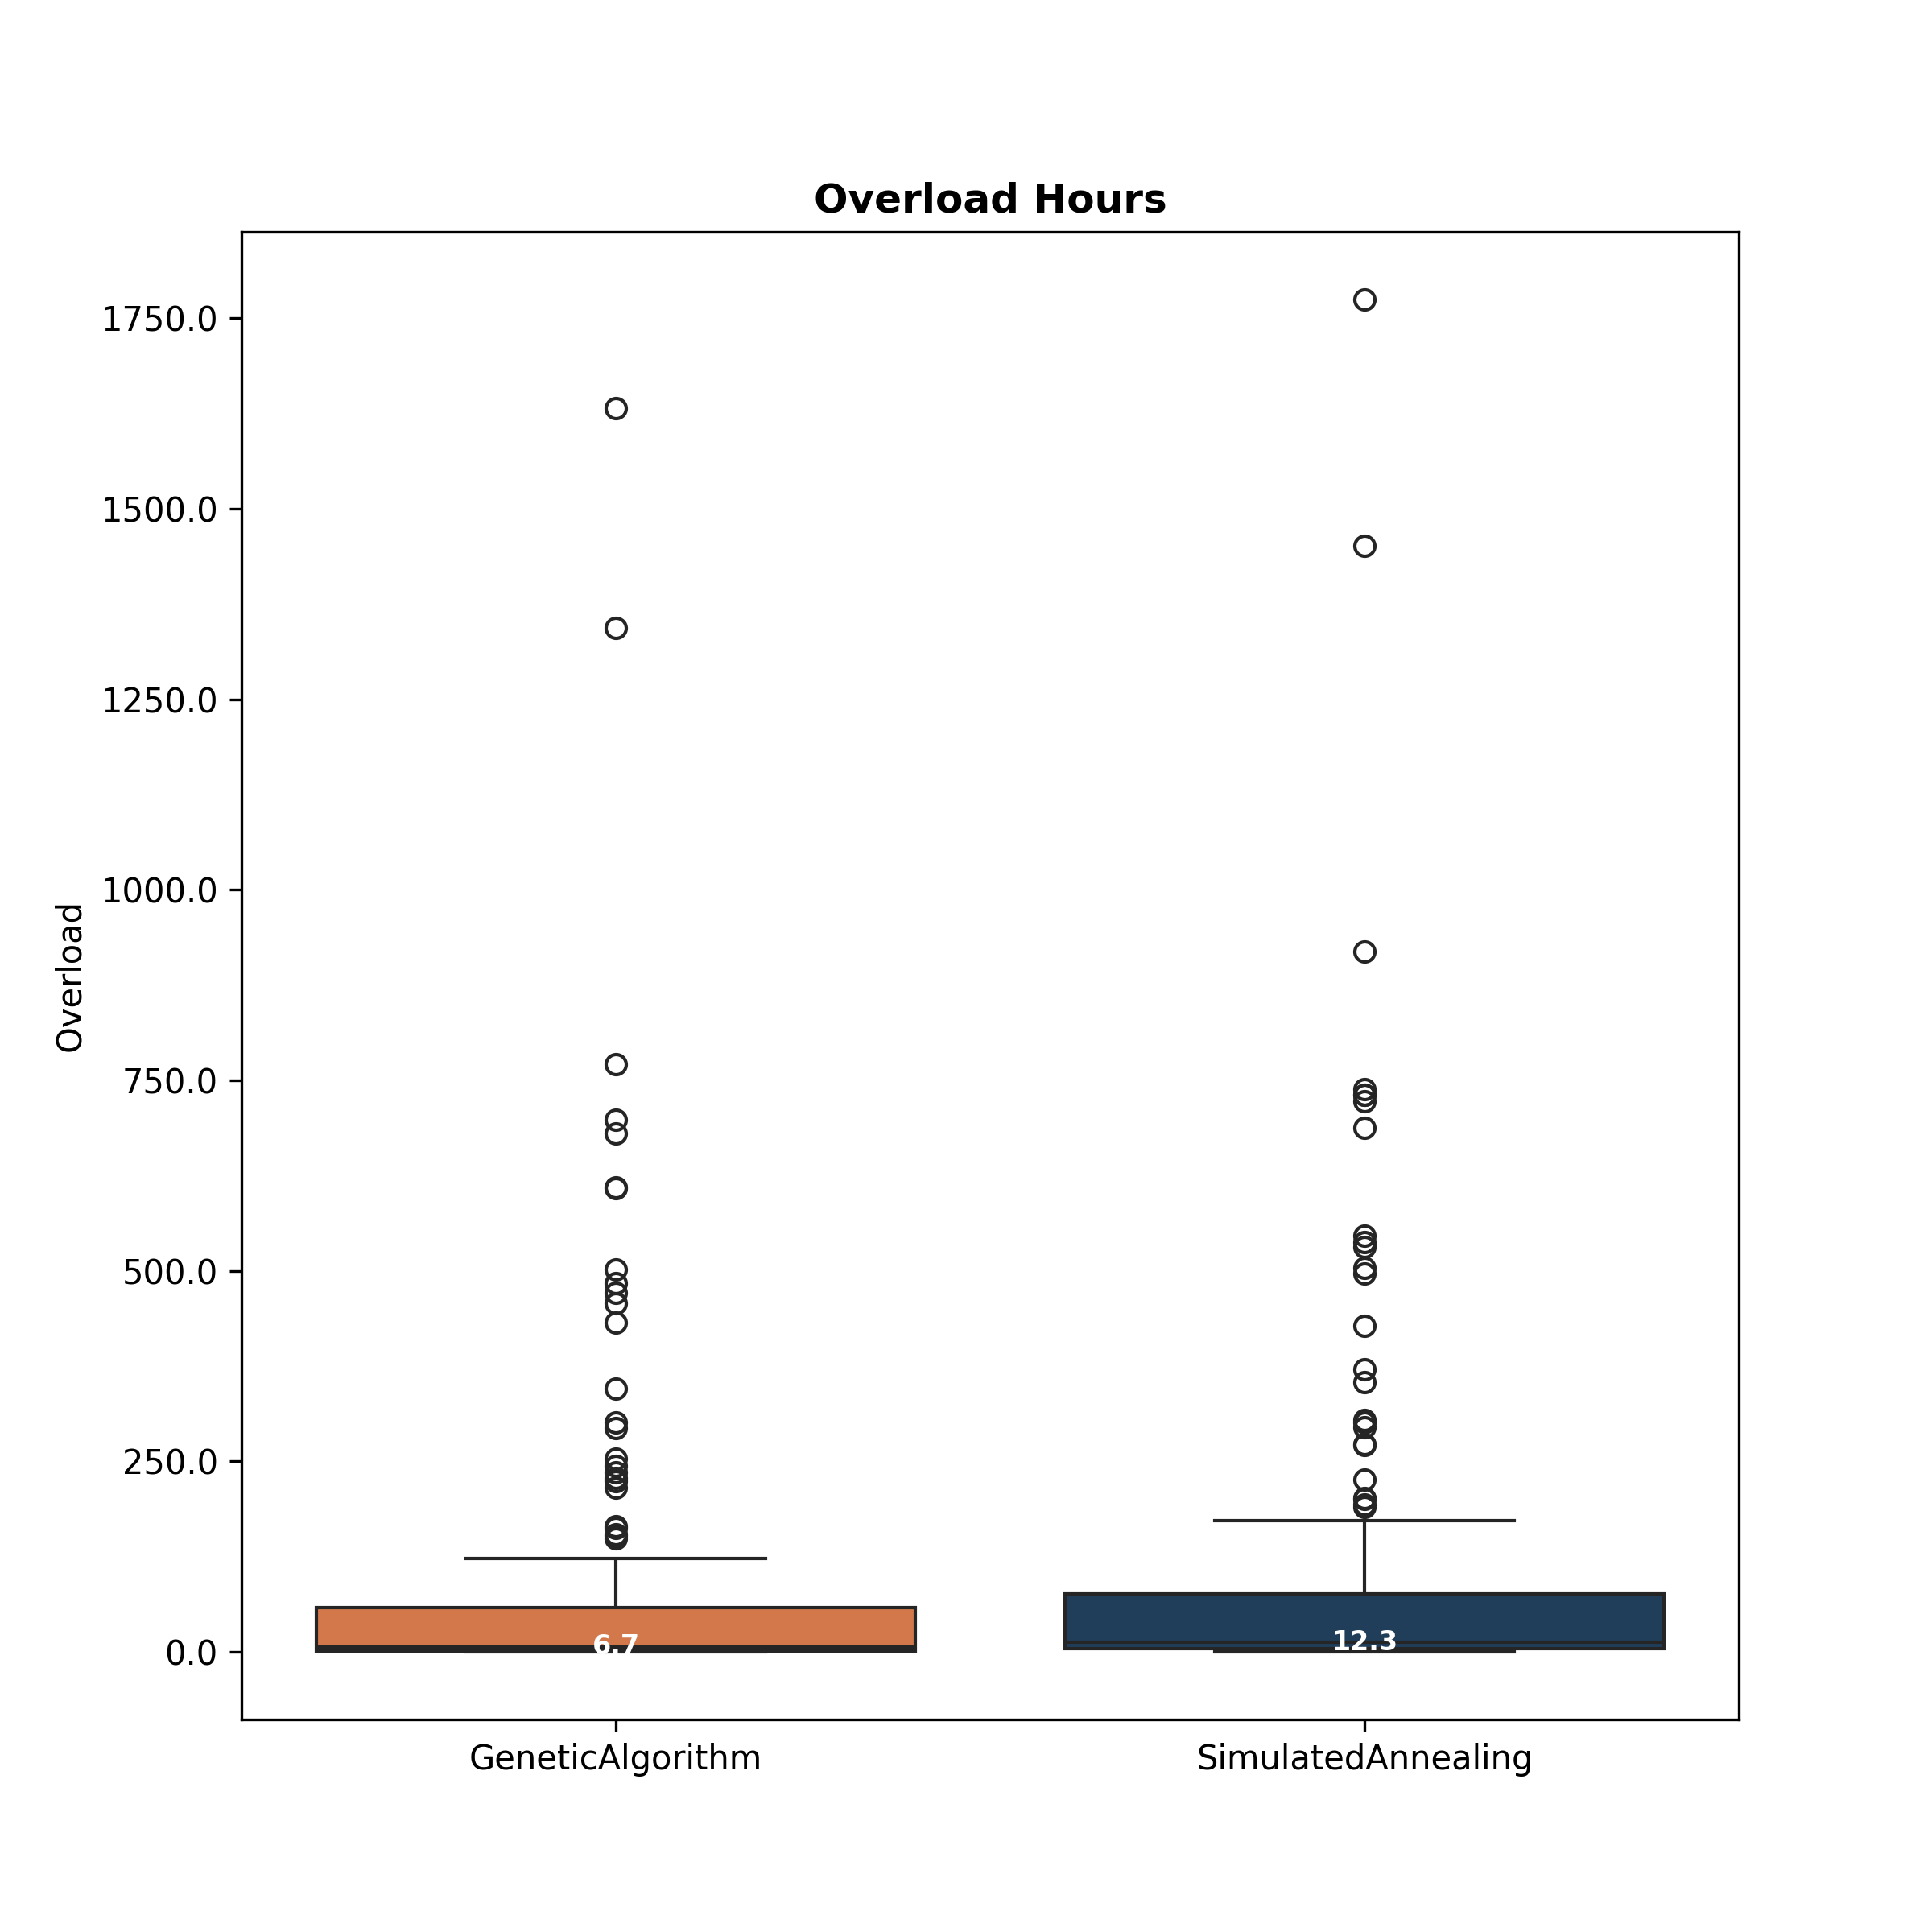 Overload Hours
1750.0
1500.0
1250.0
1000.0
750.0
500.0
250.0
0.0
Overload
6.7
12.3
GeneticAlgorithm
SimulatedAnnealing